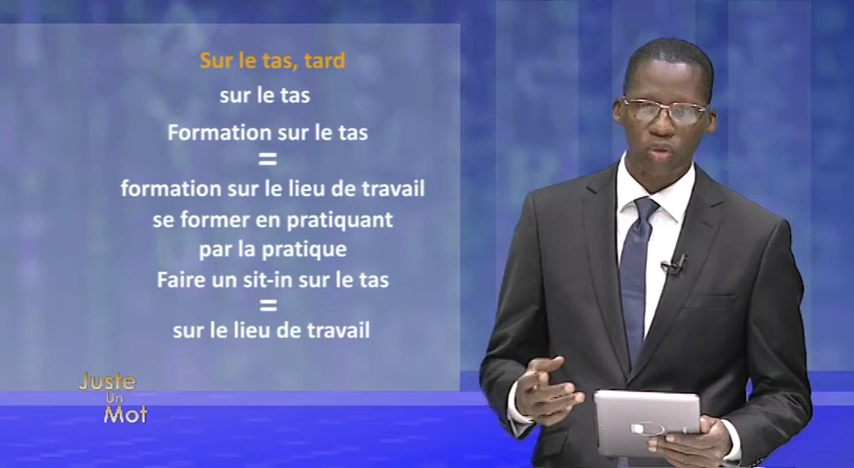 Sur le tas, tard
sur le tas
Formation sur le tas
=
formation sur le lieu de travail
se former en pratiquant
par la pratique
Faire un sit-in sur le tas
=
sur le lieu de travail
Juste
Un
Mot